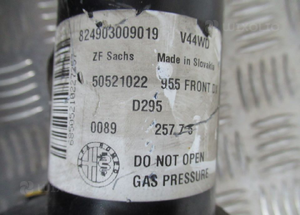 824903009019 V44WD
ZF Sachs Made in Slovakia
50521022 955 FRONT
D295
0089 257,7-5
DO NOT OPEN
GAS PRESSURE